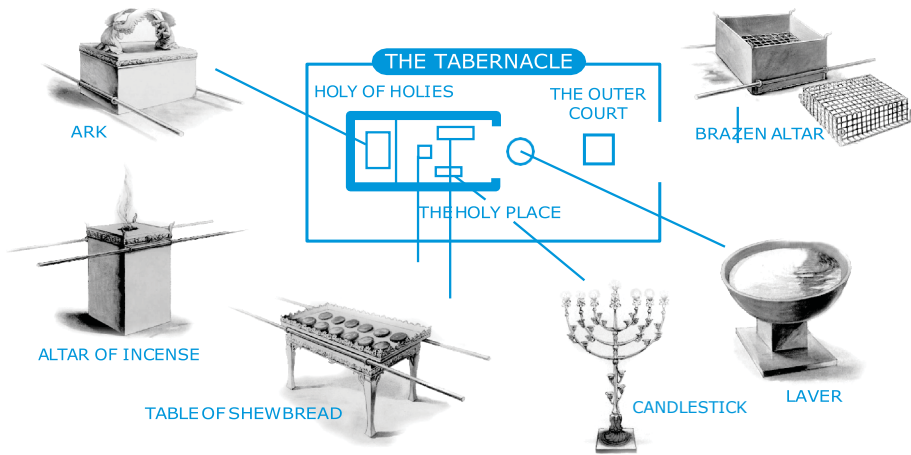 THE TABERNACLE
HOLY OF HOLIES
THE OUTER
COURT
ARK
BRAZEN ALTAR
THE HOLY PLACE
ALTAR OF INCENSE
TABLE OF SHEWBREAD
CANDLESTICK
LAVER